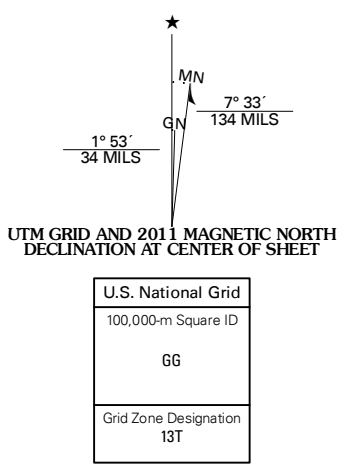 ★
MN
7° 33´
134 MILS
GN
1° 53´
34 MILS
UTM GRID AND 2011 MAGNETIC NORTH
DECLINATION AT CENTER OF SHEET
U.S. National Grid
100,000-m Square ID
GG
Grid Zone Designation
13T